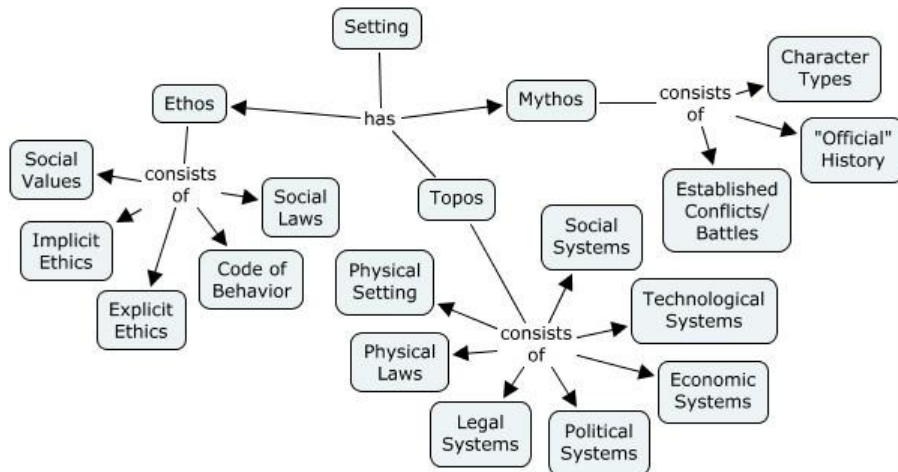 Setting
has
Ethos
consists
of
Social
Values
Implicit
Ethics
Explicit
Ethics
Code of
Behavior
Social
Laws
Mythos
consists
of
Character
Types
"Official"
History
Established
Conflicts/
Battles
Topos
consists
of
Social
Systems
Physical
Setting
Technological
Systems
Physical
Laws
Economic
Systems
Legal
Systems
Political
Systems